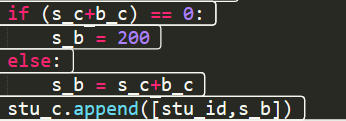 if (s_c+b_c) == 0:
    s_b = 200
else:
    s_b = s_c+b_c
stu_c.append([stu_id,s_b])